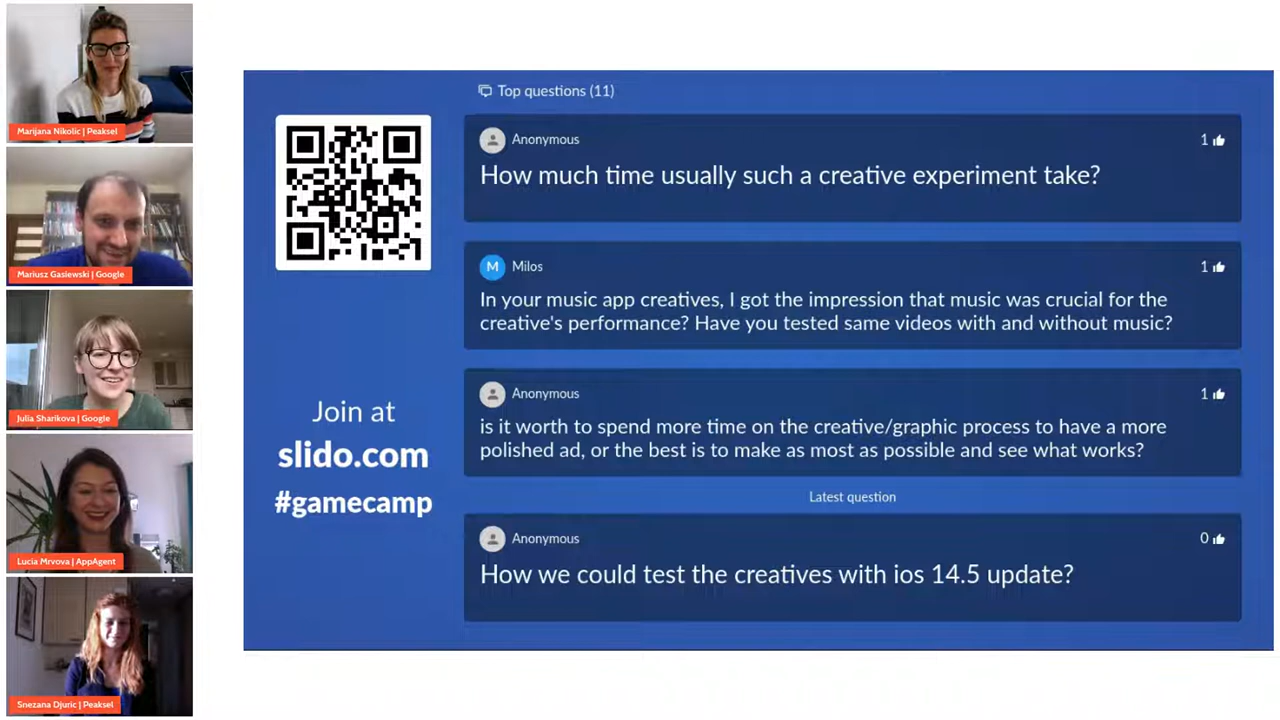 Marijana Nikolic | Peaksel
Mariusz Gasiewski | Google
Julia Sharikova | Google
Lucia Mrvova | AppAgent
Snezana Djuric | Peaksel
Join at
slido.com
#gamecamp
Top questions (11)
Anonymous
1
How much time usually such a creative experiment take?
M
Milos
1
In your music app creatives, I got the impression that music was crucial for the
creative's performance? Have you tested same videos with and without music?
Anonymous
1
is it worth to spend more time on the creative/graphic process to have a more
polished ad, or the best is to make as most as possible and see what works?
Latest question
Anonymous
0
How we could test the creatives with ios 14.5 update?